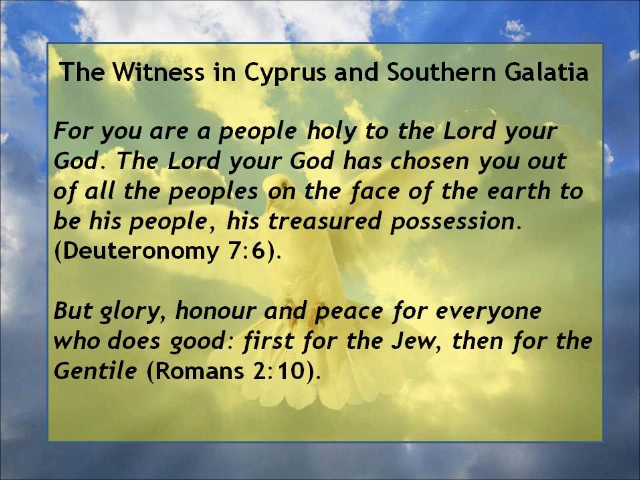 The Witness in Cyprus and Southern Galatia
For you are a people holy to the Lord your
God. The Lord your God has chosen you out
of all the peoples on the face of the earth to
be his people, his treasured possession.
(Deuteronomy 7:6).
But glory, honour and peace for everyone
who does good: first for the Jew, then for the
Gentile (Romans 2:10).